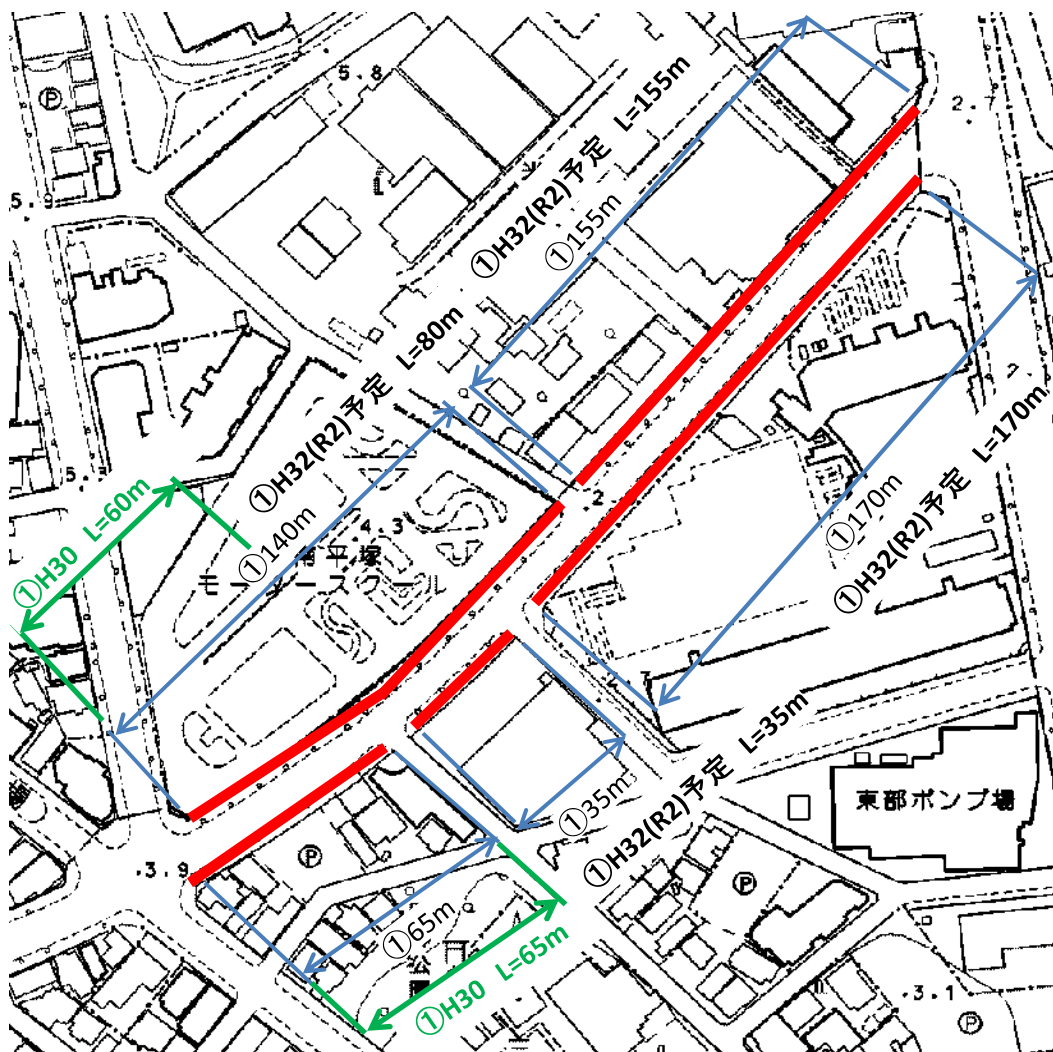 5.8
Ⓟ
2.7
①H32(R2)予定 L=155m
①155m
5.9
①H32(R2)予定 L=80m
①140m
4.3
南平塚
モータースクール
①H30 L=60m
①170m
①H32(R2)予定 L=170m
①35m
①H32(R2)予定 L=35m
東部ポンプ場
.3.9
Ⓟ
Ⓟ
①65m
①H30 L=65m
.3.1
Ⓟ